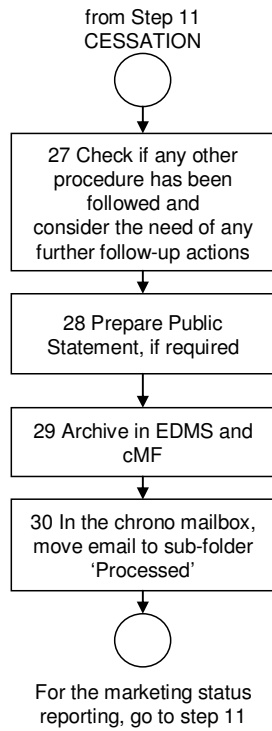 from Step 11
CESSATION
27 Check if any other
procedure has been
followed and
consider the need of any
further follow-up actions
28 Prepare Public
Statement, if required
29 Archive in EDMS and
cMF
30 In the chrono mailbox,
move email to sub-folder
‘Processed’
For the marketing status
reporting, go to step 11